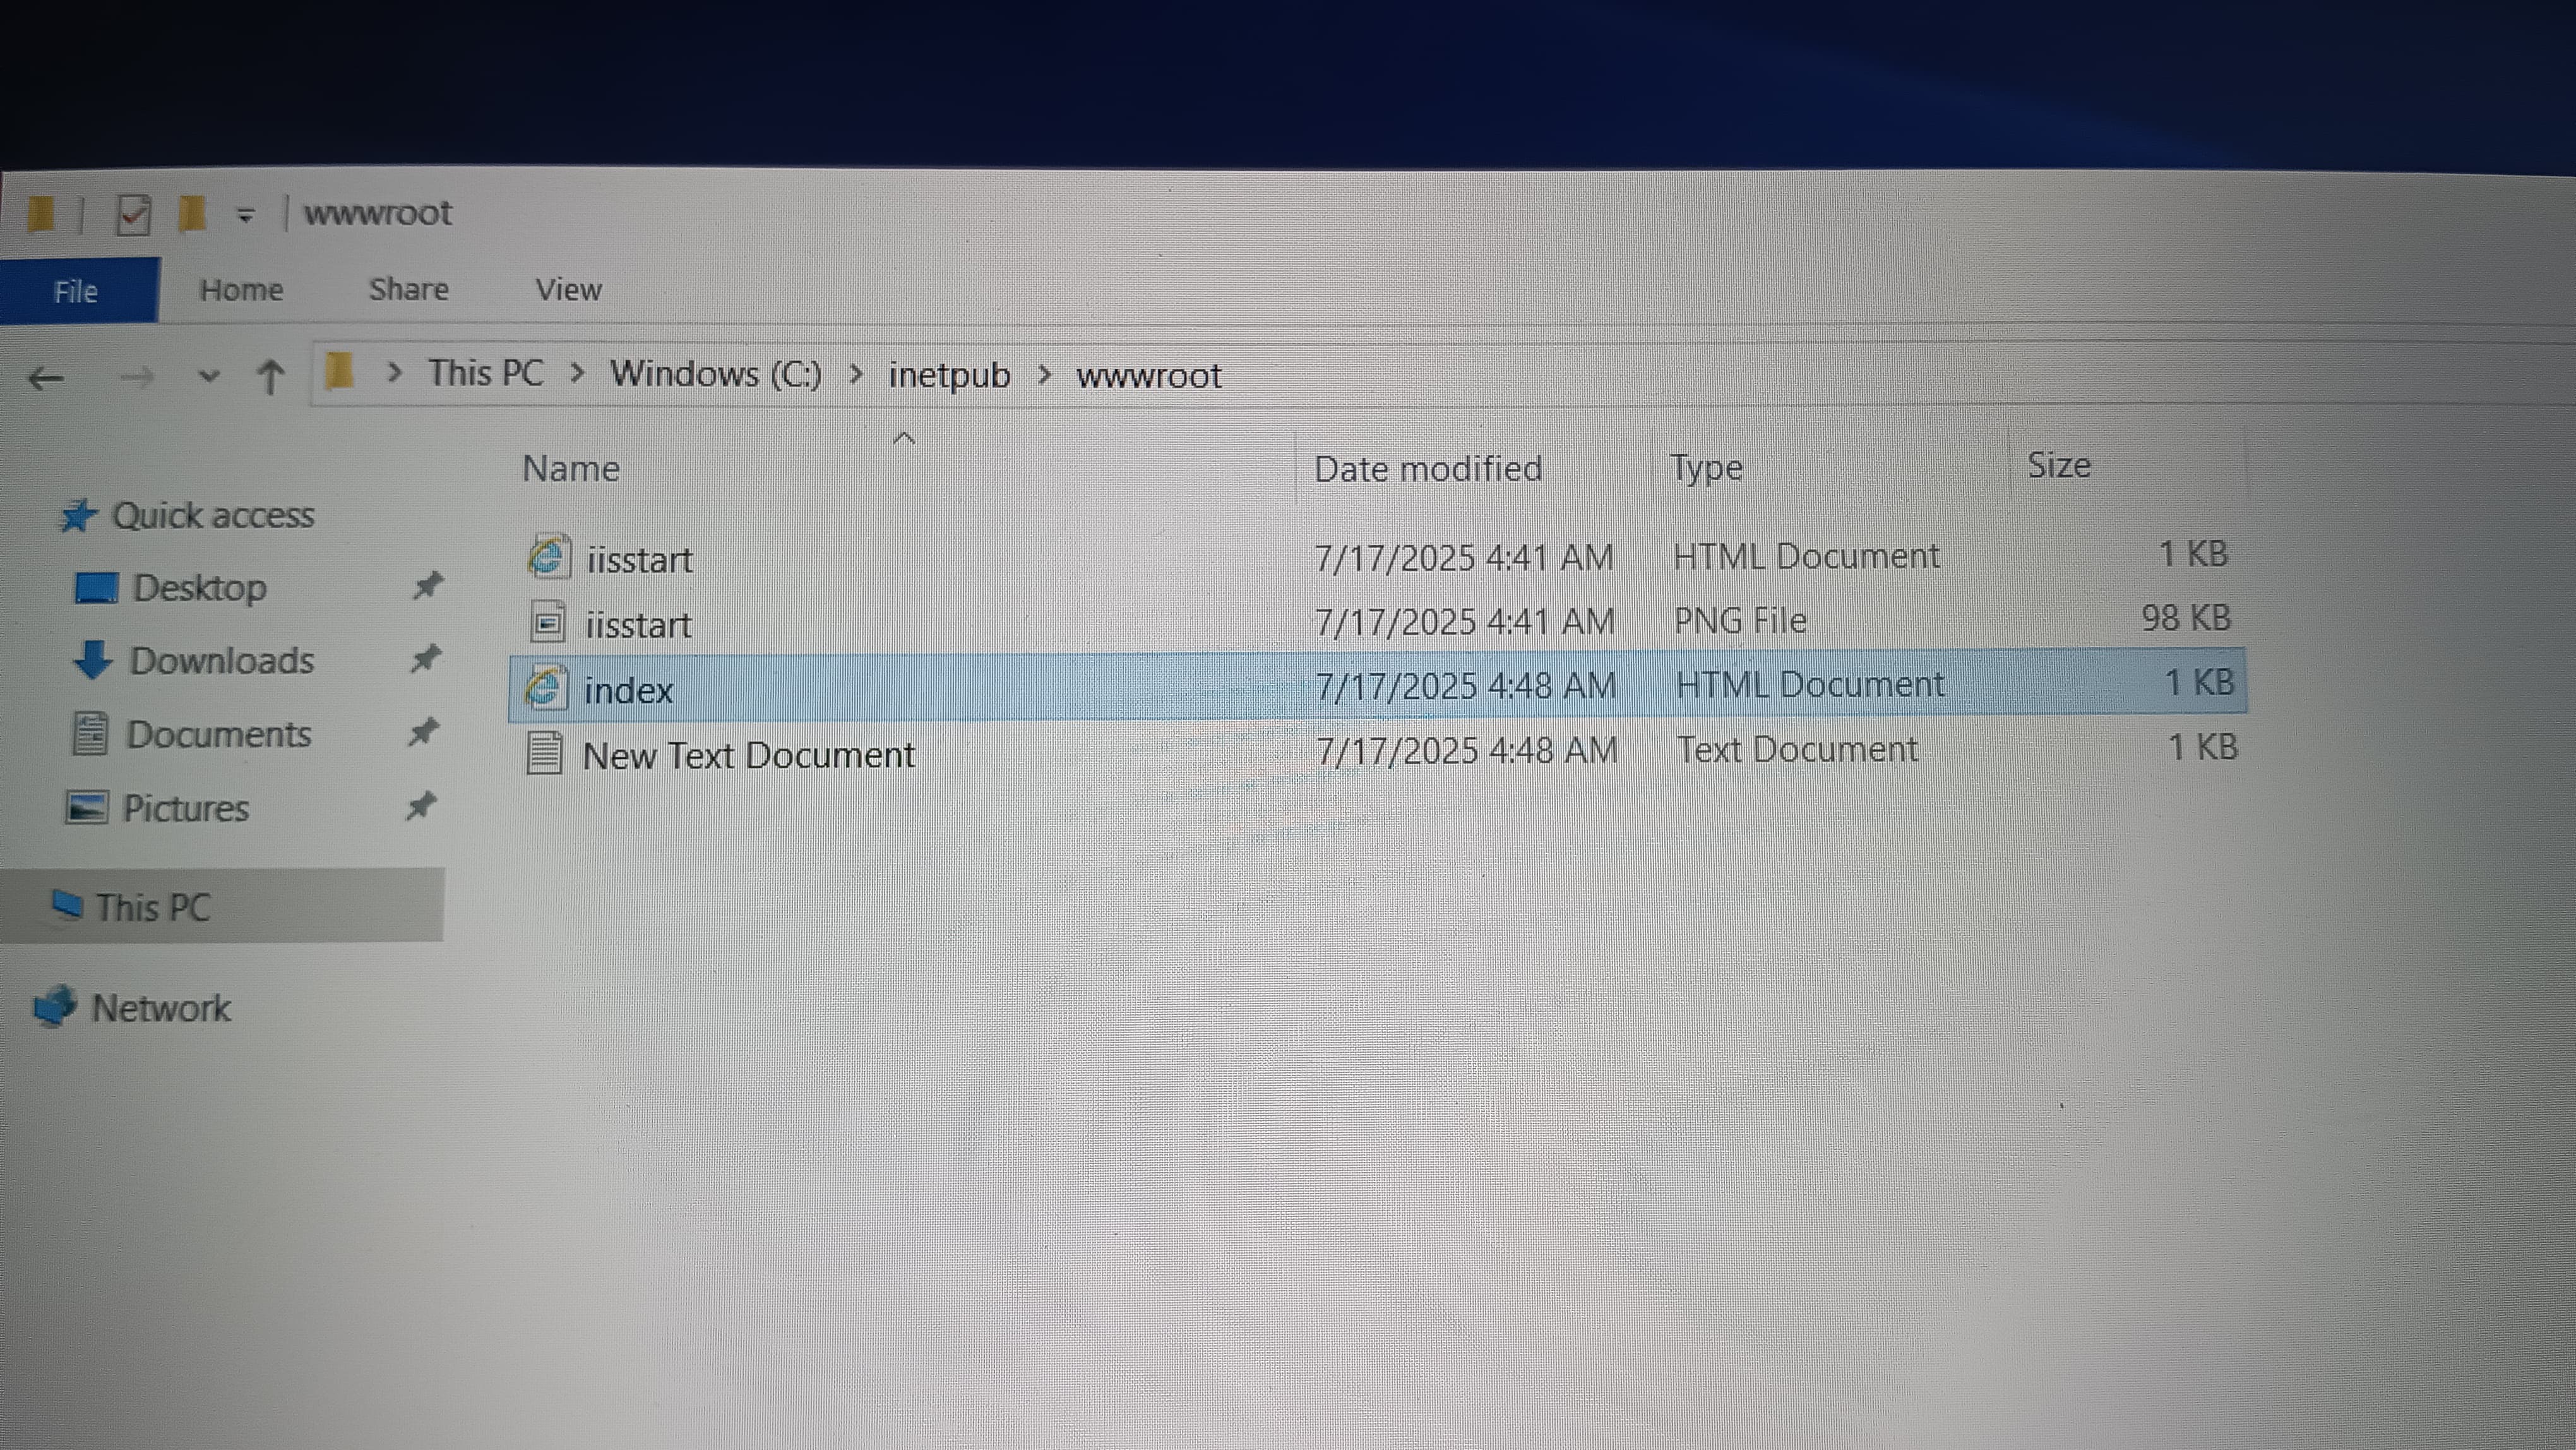 wwwroot
File Home Share View
This PC > Windows (C:) > inetpub > wwwroot
Name Date modified Type Size
Quick access
Desktop
Downloads
Documents
Pictures
This PC
Network
iisstart 7/17/2025 4:41 AM HTML Document 1 KB
iisstart 7/17/2025 4:41 AM PNG File 98 KB
index 7/17/2025 4:48 AM HTML Document 1 KB
New Text Document 7/17/2025 4:48 AM Text Document 1 KB